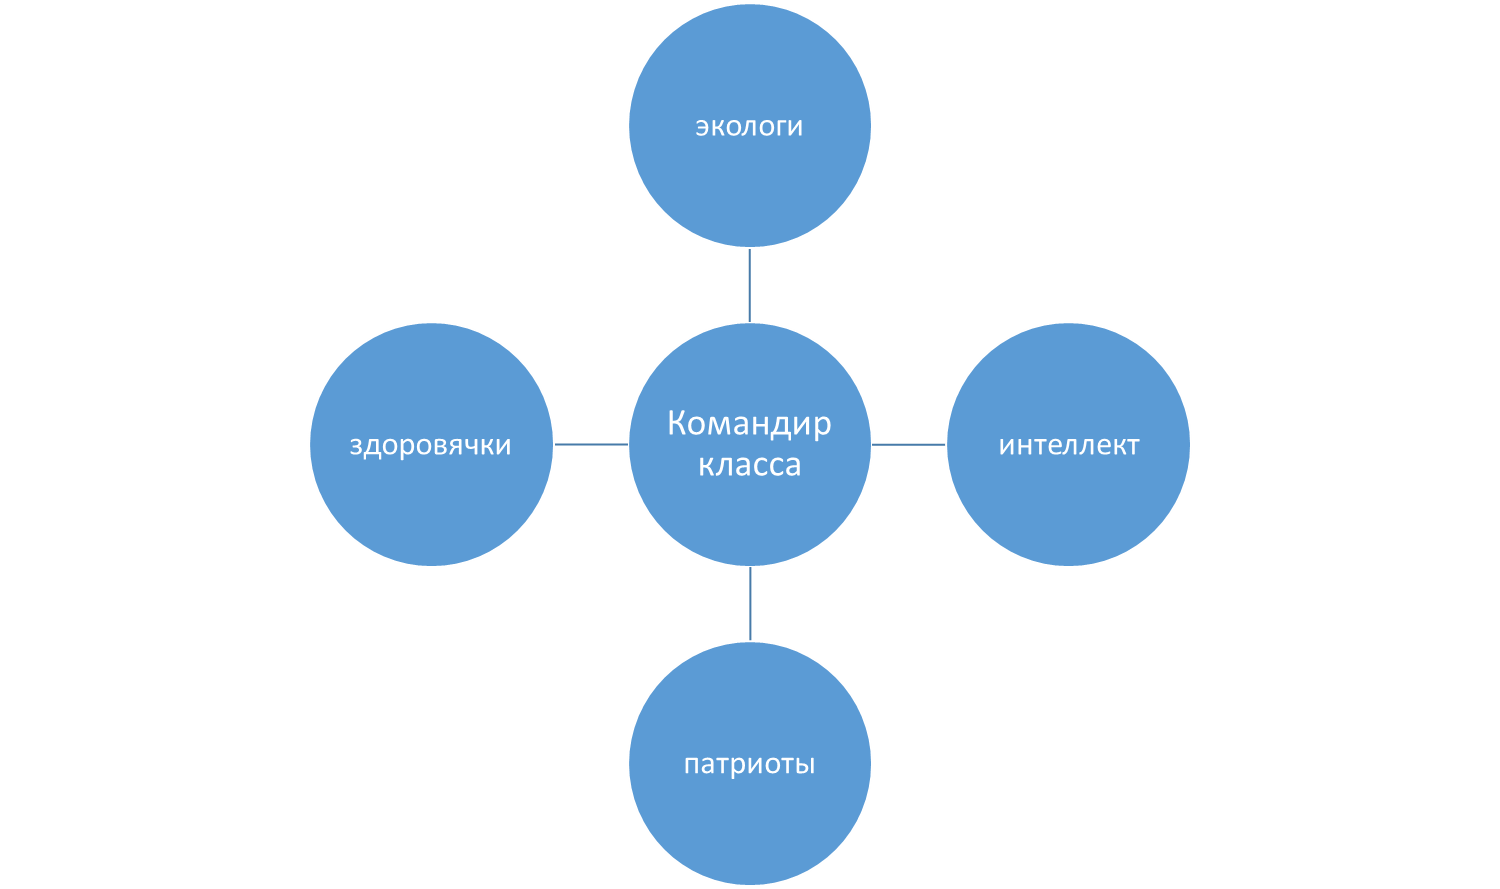 экологи
здоровячки
Командир
класса
интеллект
патриоты